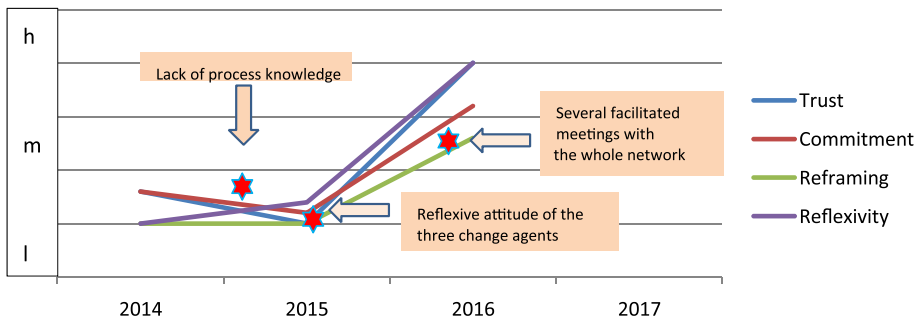 h
Lack of process knowledge
Several facilitated
meetings with
the whole network
m
Reflexive attitude of the
three change agents
l
Trust
Commitment
Reframing
Reflexivity
2014
2015
2016
2017